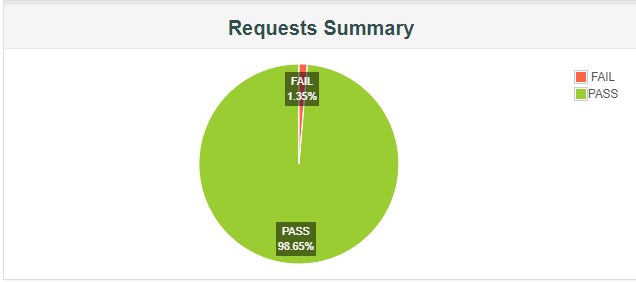 Requests Summary
FAIL
1.35%
PASS
98.65%
FAIL
PASS